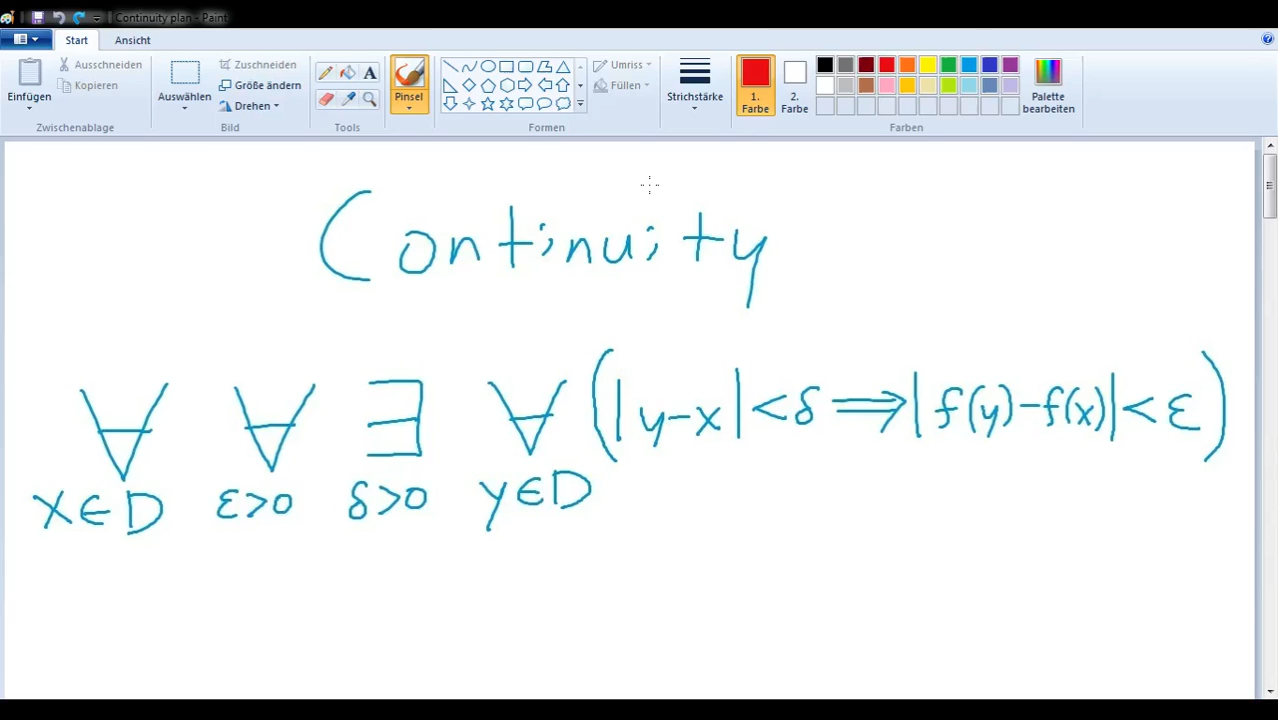 Continuity plan - Paint
Start Ansicht
Einfügen Ausschneiden Kopieren Zwischenablage
Auswählen Zuschneiden Größe ändern Drehen Bild
A Tools
Pinsel
Umriss Füllen Formen
Strichstärke
1. Farbe 2. Farbe Palette bearbeiten Farben
Continuity
∀ ∀ ∃ ∀ (|y-x|<δ⟹|f(y)-f(x)|<ε)
x∈D ε>0 δ>0 y∈D